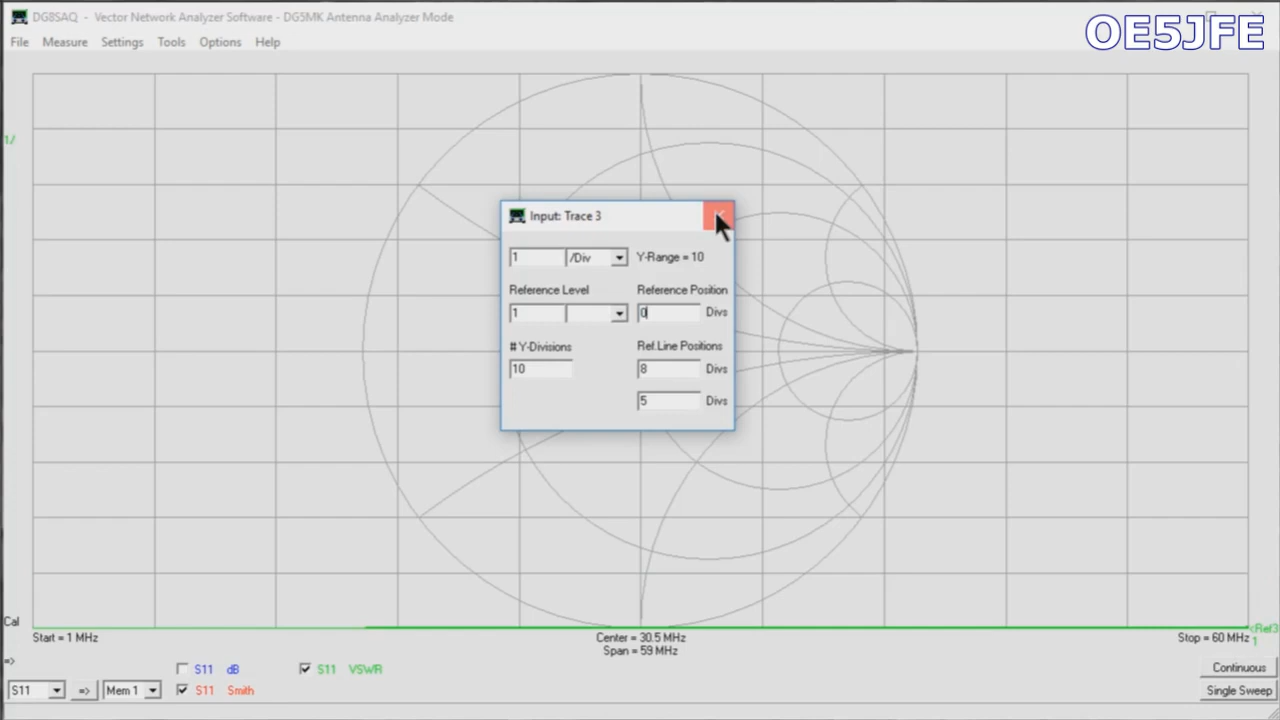 DG8SAQ - Vector Network Analyzer Software - DG5MK Antenna Analyzer Mode
OE5JFE
File Measure Settings Tools Options Help
1/
Input: Trace 3
1 /Div Y-Range = 10
Reference Level Reference Position
1 0 Divs
# Y-Divisions Ref.Line Positions
10 8 Divs
5 Divs
Cal
<Ref3
Start = 1 MHz Center = 30.5 MHz Stop = 60 MHz 1
Span = 59 MHz
=>
S11 dB S11 VSWR Continuous
S11 => Mem 1 S11 Smith Single Sweep